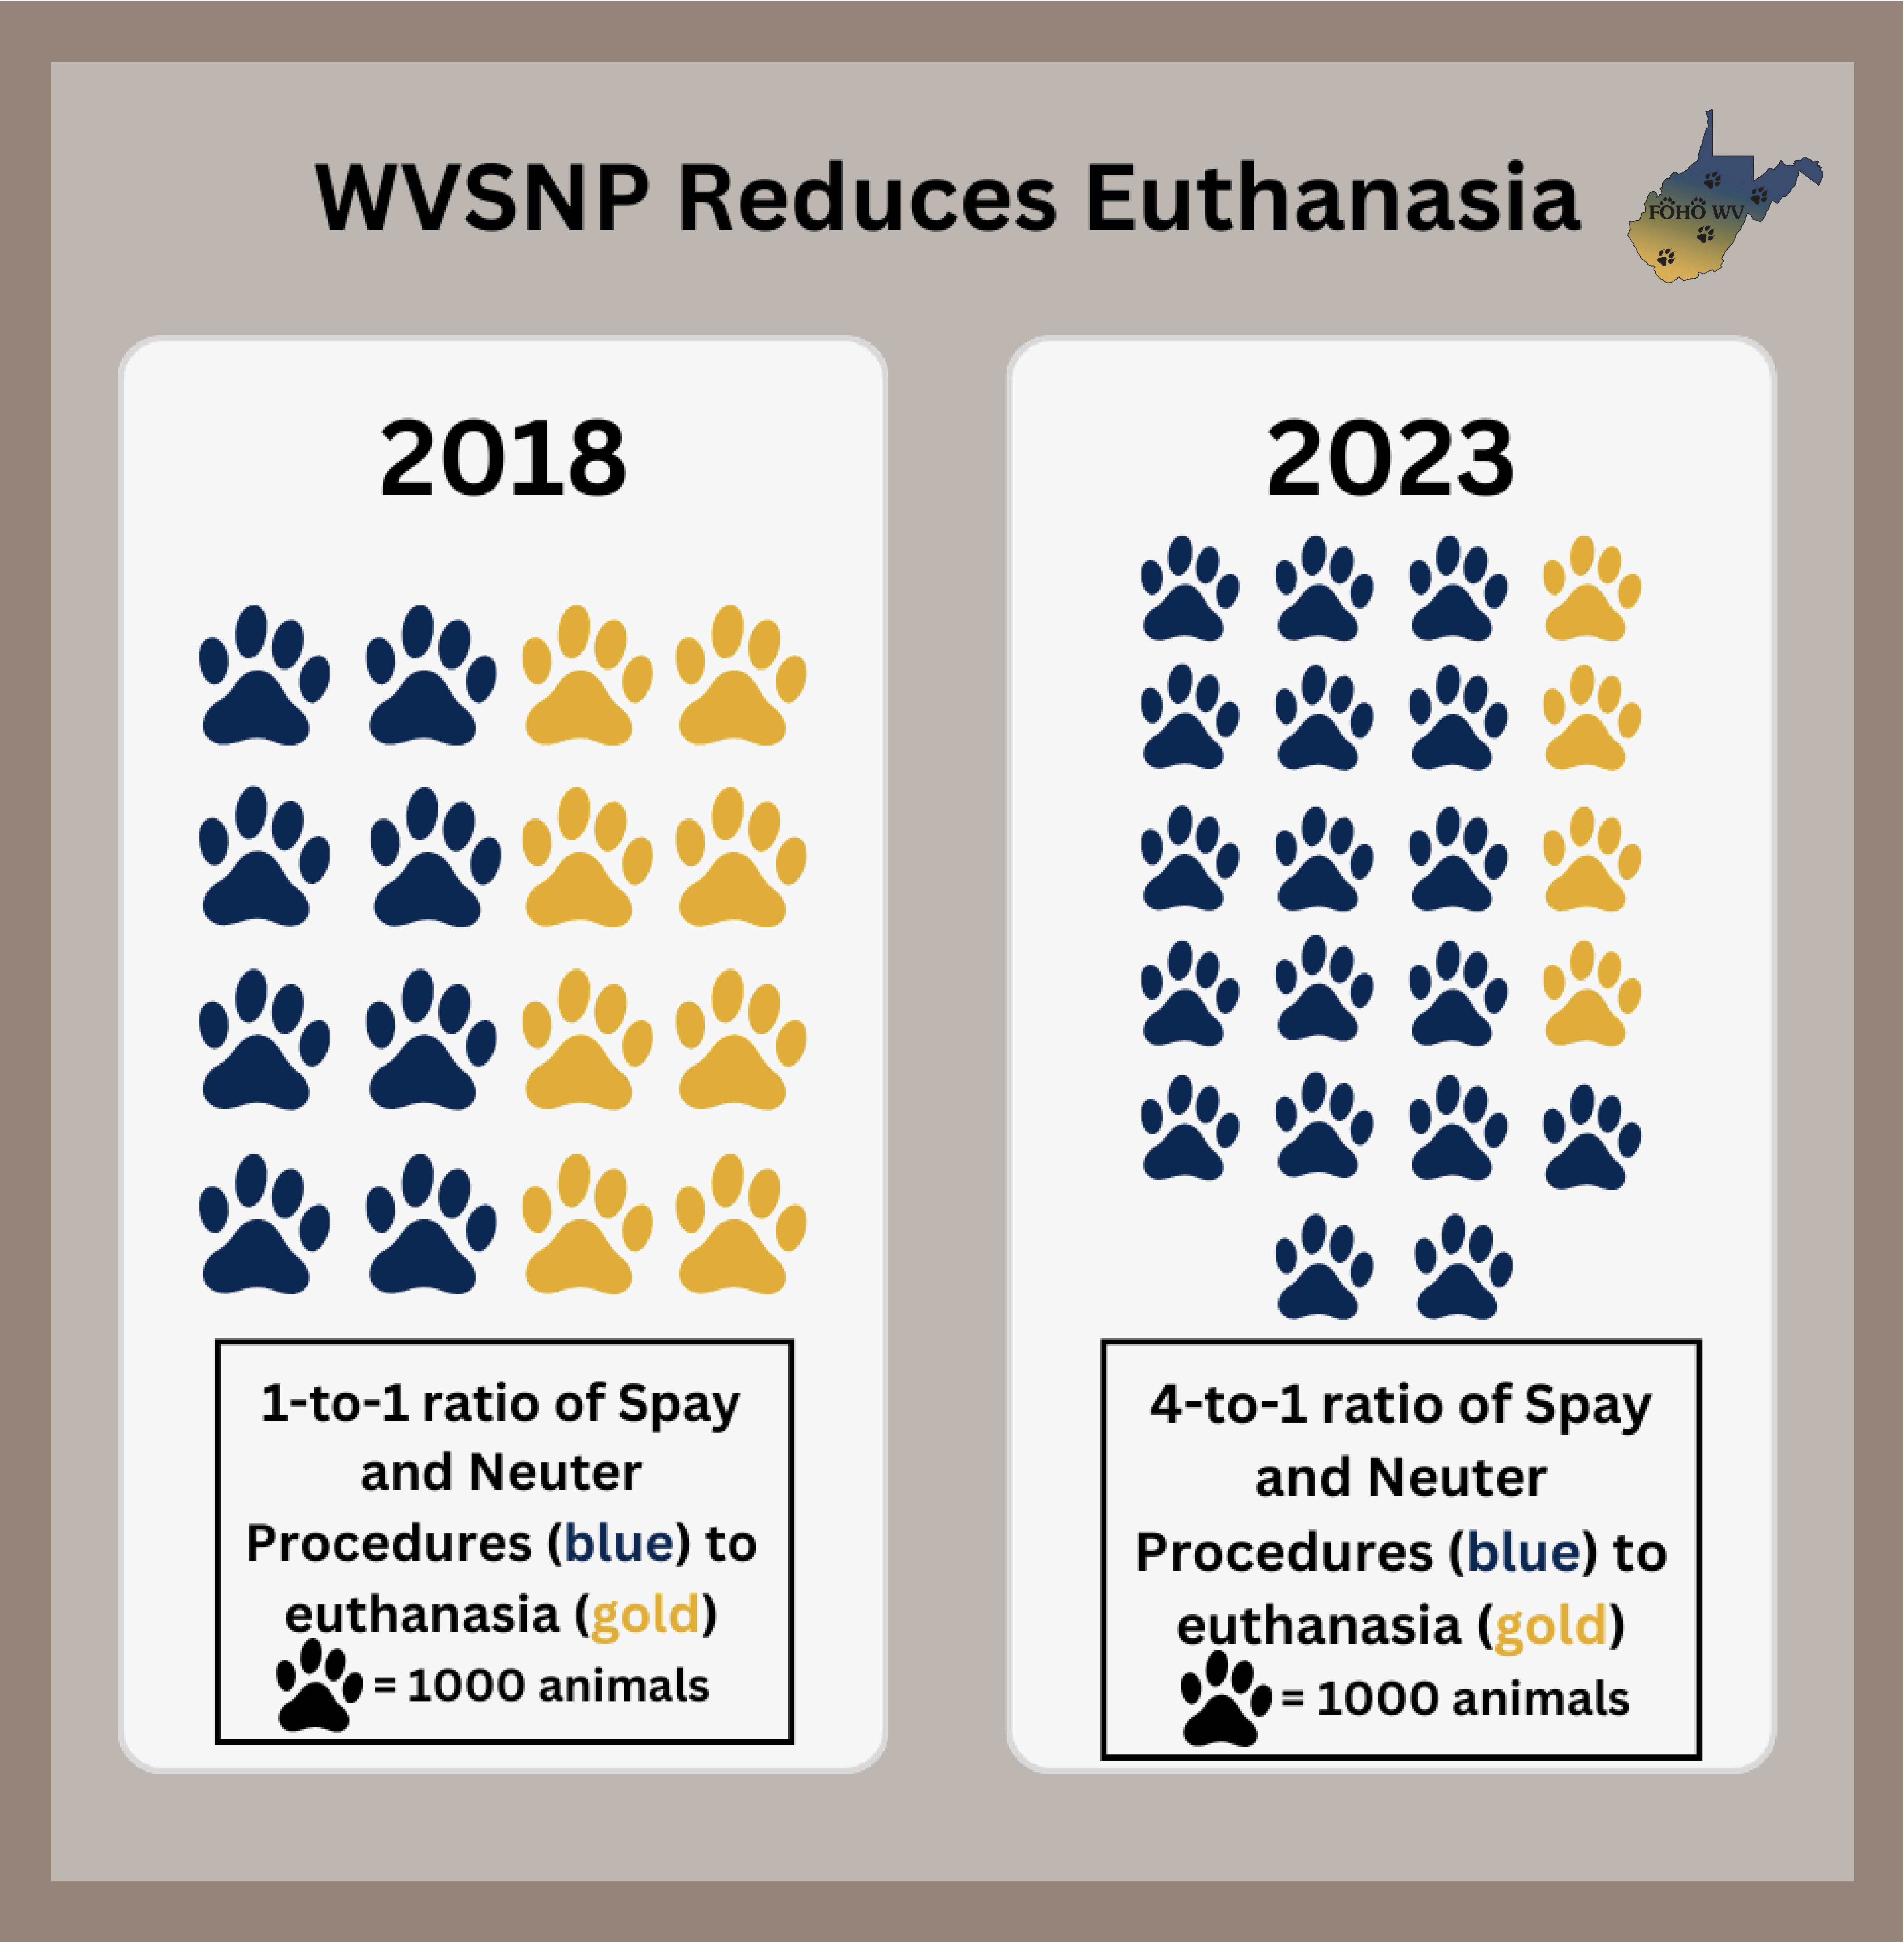 WVSNP Reduces Euthanasia
FOHO WV
2018
1-to-1 ratio of Spay
and Neuter
Procedures (blue) to
euthanasia (gold)
= 1000 animals
2023
4-to-1 ratio of Spay
and Neuter
Procedures (blue) to
euthanasia (gold)
= 1000 animals